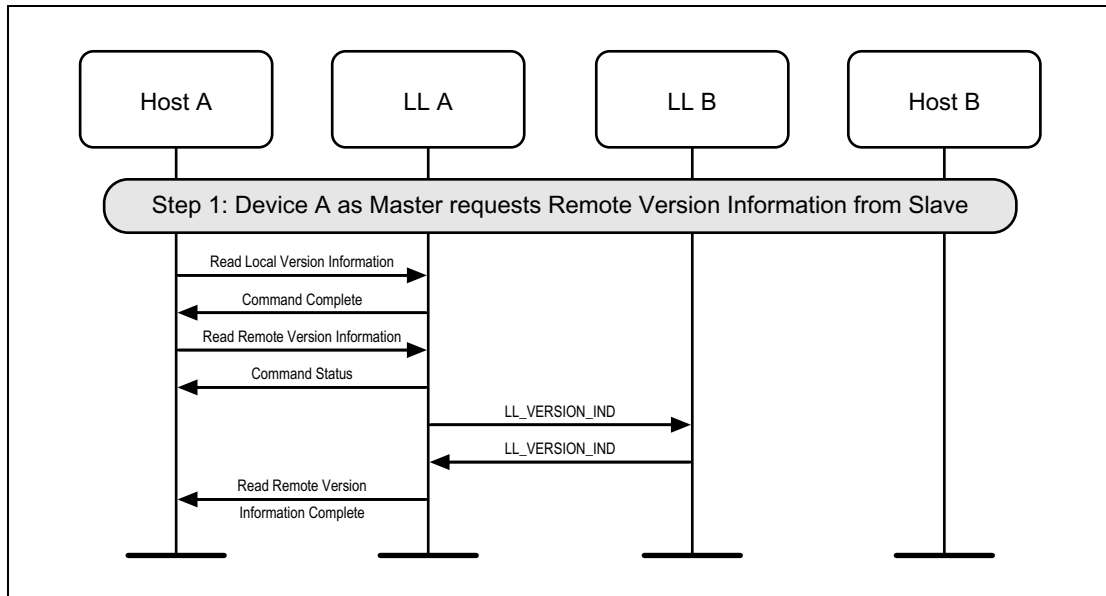 Host A
LL A
LL B
Host B
Step 1: Device A as Master requests Remote Version Information from Slave
Read Local Version Information
Command Complete
Read Remote Version Information
Command Status
LL_VERSION_IND
LL_VERSION_IND
Read Remote Version
Information Complete